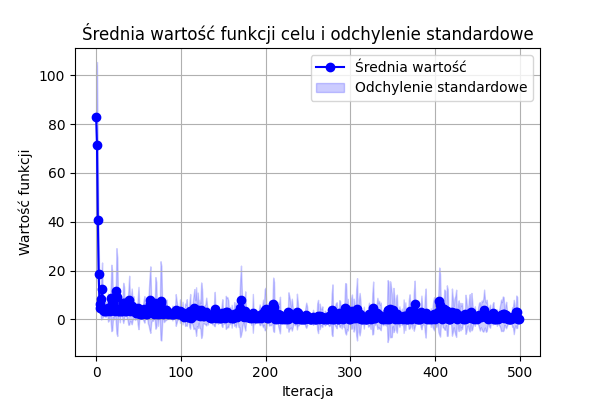 Średnia wartość funkcji celu i odchylenie standardowe
Średnia wartość
Odchylenie standardowe
Wartość funkcji
100
80
60
40
20
0
0 100 200 300 400 500
Iteracja